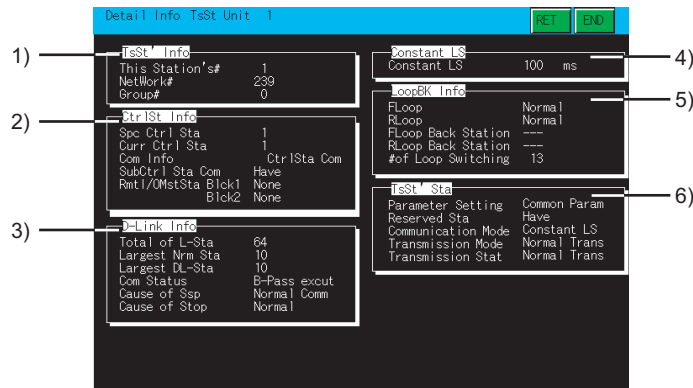 Detail Info TsSt Unit 1
RET END
1)
TsSt' Info
This Station's# 1
NetWork# 239
Group# 0
2)
CtrlSt Info
Spc Ctrl Sta 1
Curr Ctrl Sta 1
Com Info CtrlSta Com
SubCtrl Sta Com Have
RmtI/OMstSta Blck1 None
Blck2 None
3)
D-Link Info
Total of L-Sta 64
Largest Nrm Sta 10
Largest DL-Sta 10
Com Status B-Pass excut
Cause of Ssp Normal Comm
Cause of Stop Normal
4)
Constant LS
Constant LS 100 ms
5)
LoopBK Info
FLoop Normal
RLoop Normal
FLoop Back Station ---
RLoop Back Station ---
#of Loop Switching 13
6)
TsSt' Sta
Parameter Setting Common Param
Reserved Sta Have
Communication Mode Constant LS
Transmission Mode Normal Trans
Transmission Stat Normal Trans